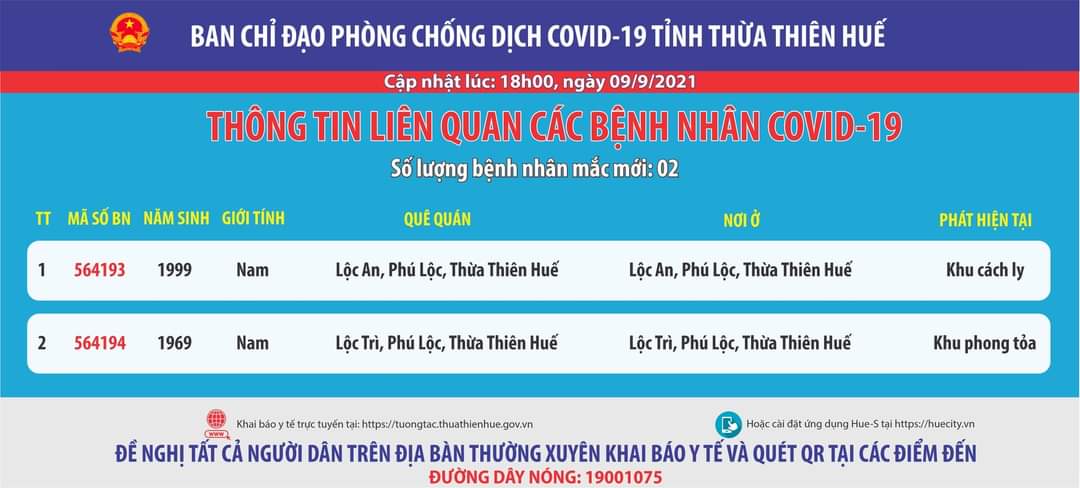 BAN CHỈ ĐẠO PHÒNG CHỐNG DỊCH COVID-19 TỈNH THỪA THIÊN HUẾ
Cập nhật lúc: 18h00, ngày 09/9/2021
THÔNG TIN LIÊN QUAN CÁC BỆNH NHÂN COVID-19
Số lượng bệnh nhân mắc mới: 02
TT MÃ SỐ BN NĂM SINH GIỚI TÍNH QUÊ QUÁN NƠI Ở PHÁT HIỆN TẠI
1 564193 1999 Nam Lộc An, Phú Lộc, Thừa Thiên Huế Lộc An, Phú Lộc, Thừa Thiên Huế Khu cách ly
2 564194 1969 Nam Lộc Trì, Phú Lộc, Thừa Thiên Huế Lộc Trì, Phú Lộc, Thừa Thiên Huế Khu phong tỏa
WWW Khai báo y tế trực tuyến tại: https://tuongtac.thuathienhue.gov.vn Hoặc cài đặt ứng dụng Hue-S tại https://huecity.vn
ĐỀ NGHỊ TẤT CẢ NGƯỜI DÂN TRÊN ĐỊA BÀN THƯỜNG XUYÊN KHAI BÁO Y TẾ VÀ QUÉT QR TẠI CÁC ĐIỂM ĐẾN
ĐƯỜNG DÂY NÓNG: 19001075